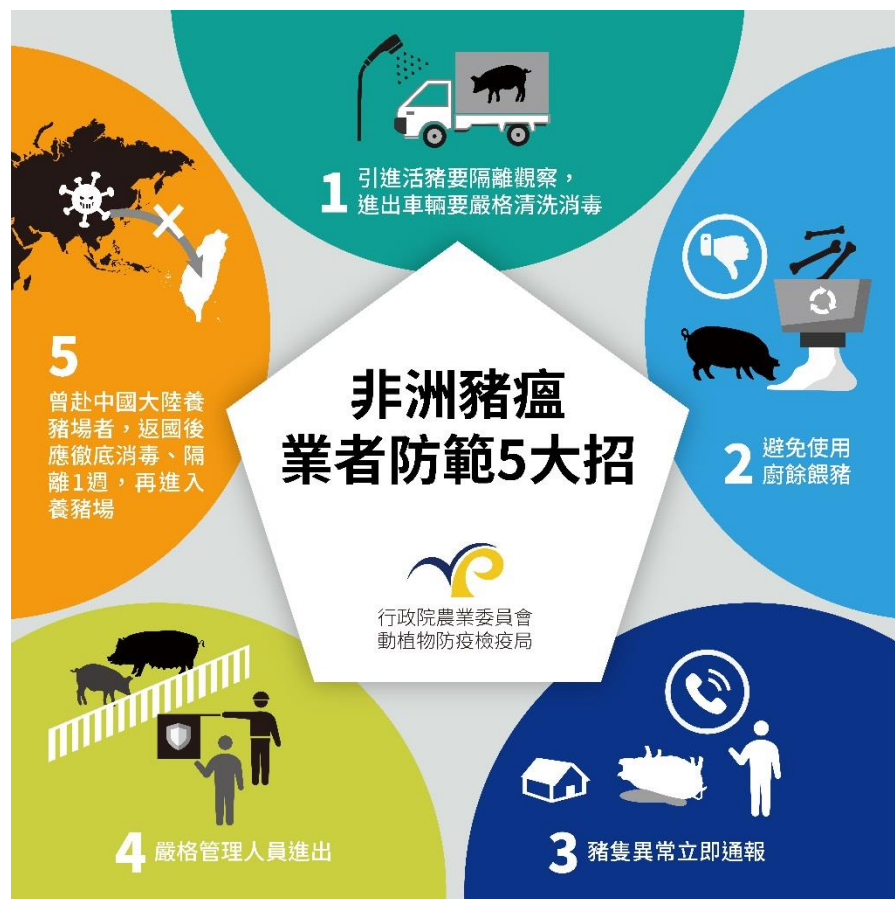 非洲豬瘟
業者防範5大招
行政院農業委員會
動植物防疫檢疫局
1 引進活豬要隔離觀察，
進出車輛要嚴格清洗消毒
2 避免使用
廚餘餵豬
3 豬隻異常立即通報
4 嚴格管理人員進出
5
曾赴中國大陸養
豬場者，返國後
應徹底消毒、隔
離1週，再進入
養豬場